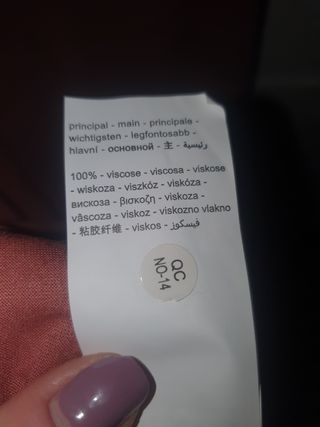 principal - main - principale -
wichtigsten - legfontosabb -
hlavní - основной - 主 - رئيسية
100% - viscose - viscosa - viskose
- wiskoza - viszkóz - viskóza -
вискоза - βισκοζη - viskoza -
vâscoza - viskoz - viskozno vlakno
- 粘胶纤维 - viskos - فيسكوز
QC
NO-14